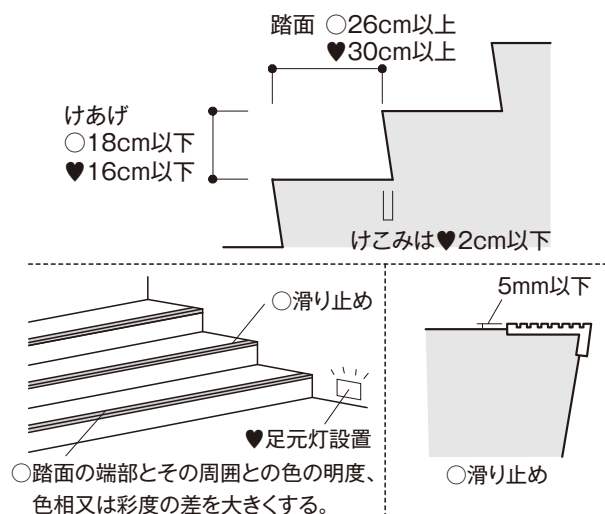 踏面 ○26cm以上
♥30cm以上
けあげ
○18cm以下
♥16cm以下
けこみは♥2cm以下
○滑り止め
♥足元灯設置
○踏面の端部とその周囲との色の明度、
色相又は彩度の差を大きくする。
5mm以下
○滑り止め